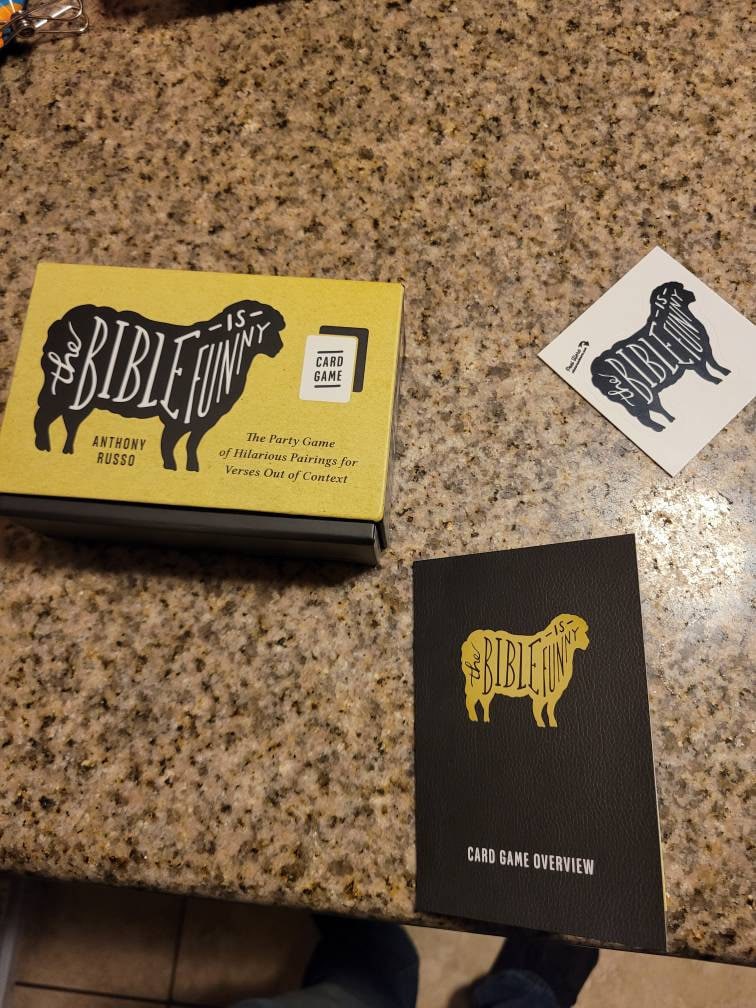 the BIBLE -IS- FUNNY
CARD
GAME
ANTHONY
RUSSO
The Party Game
of Hilarious Pairings for
Verses Out of Context
the BIBLE -IS- FUNNY
the BIBLE -IS- FUNNY
CARD GAME OVERVIEW